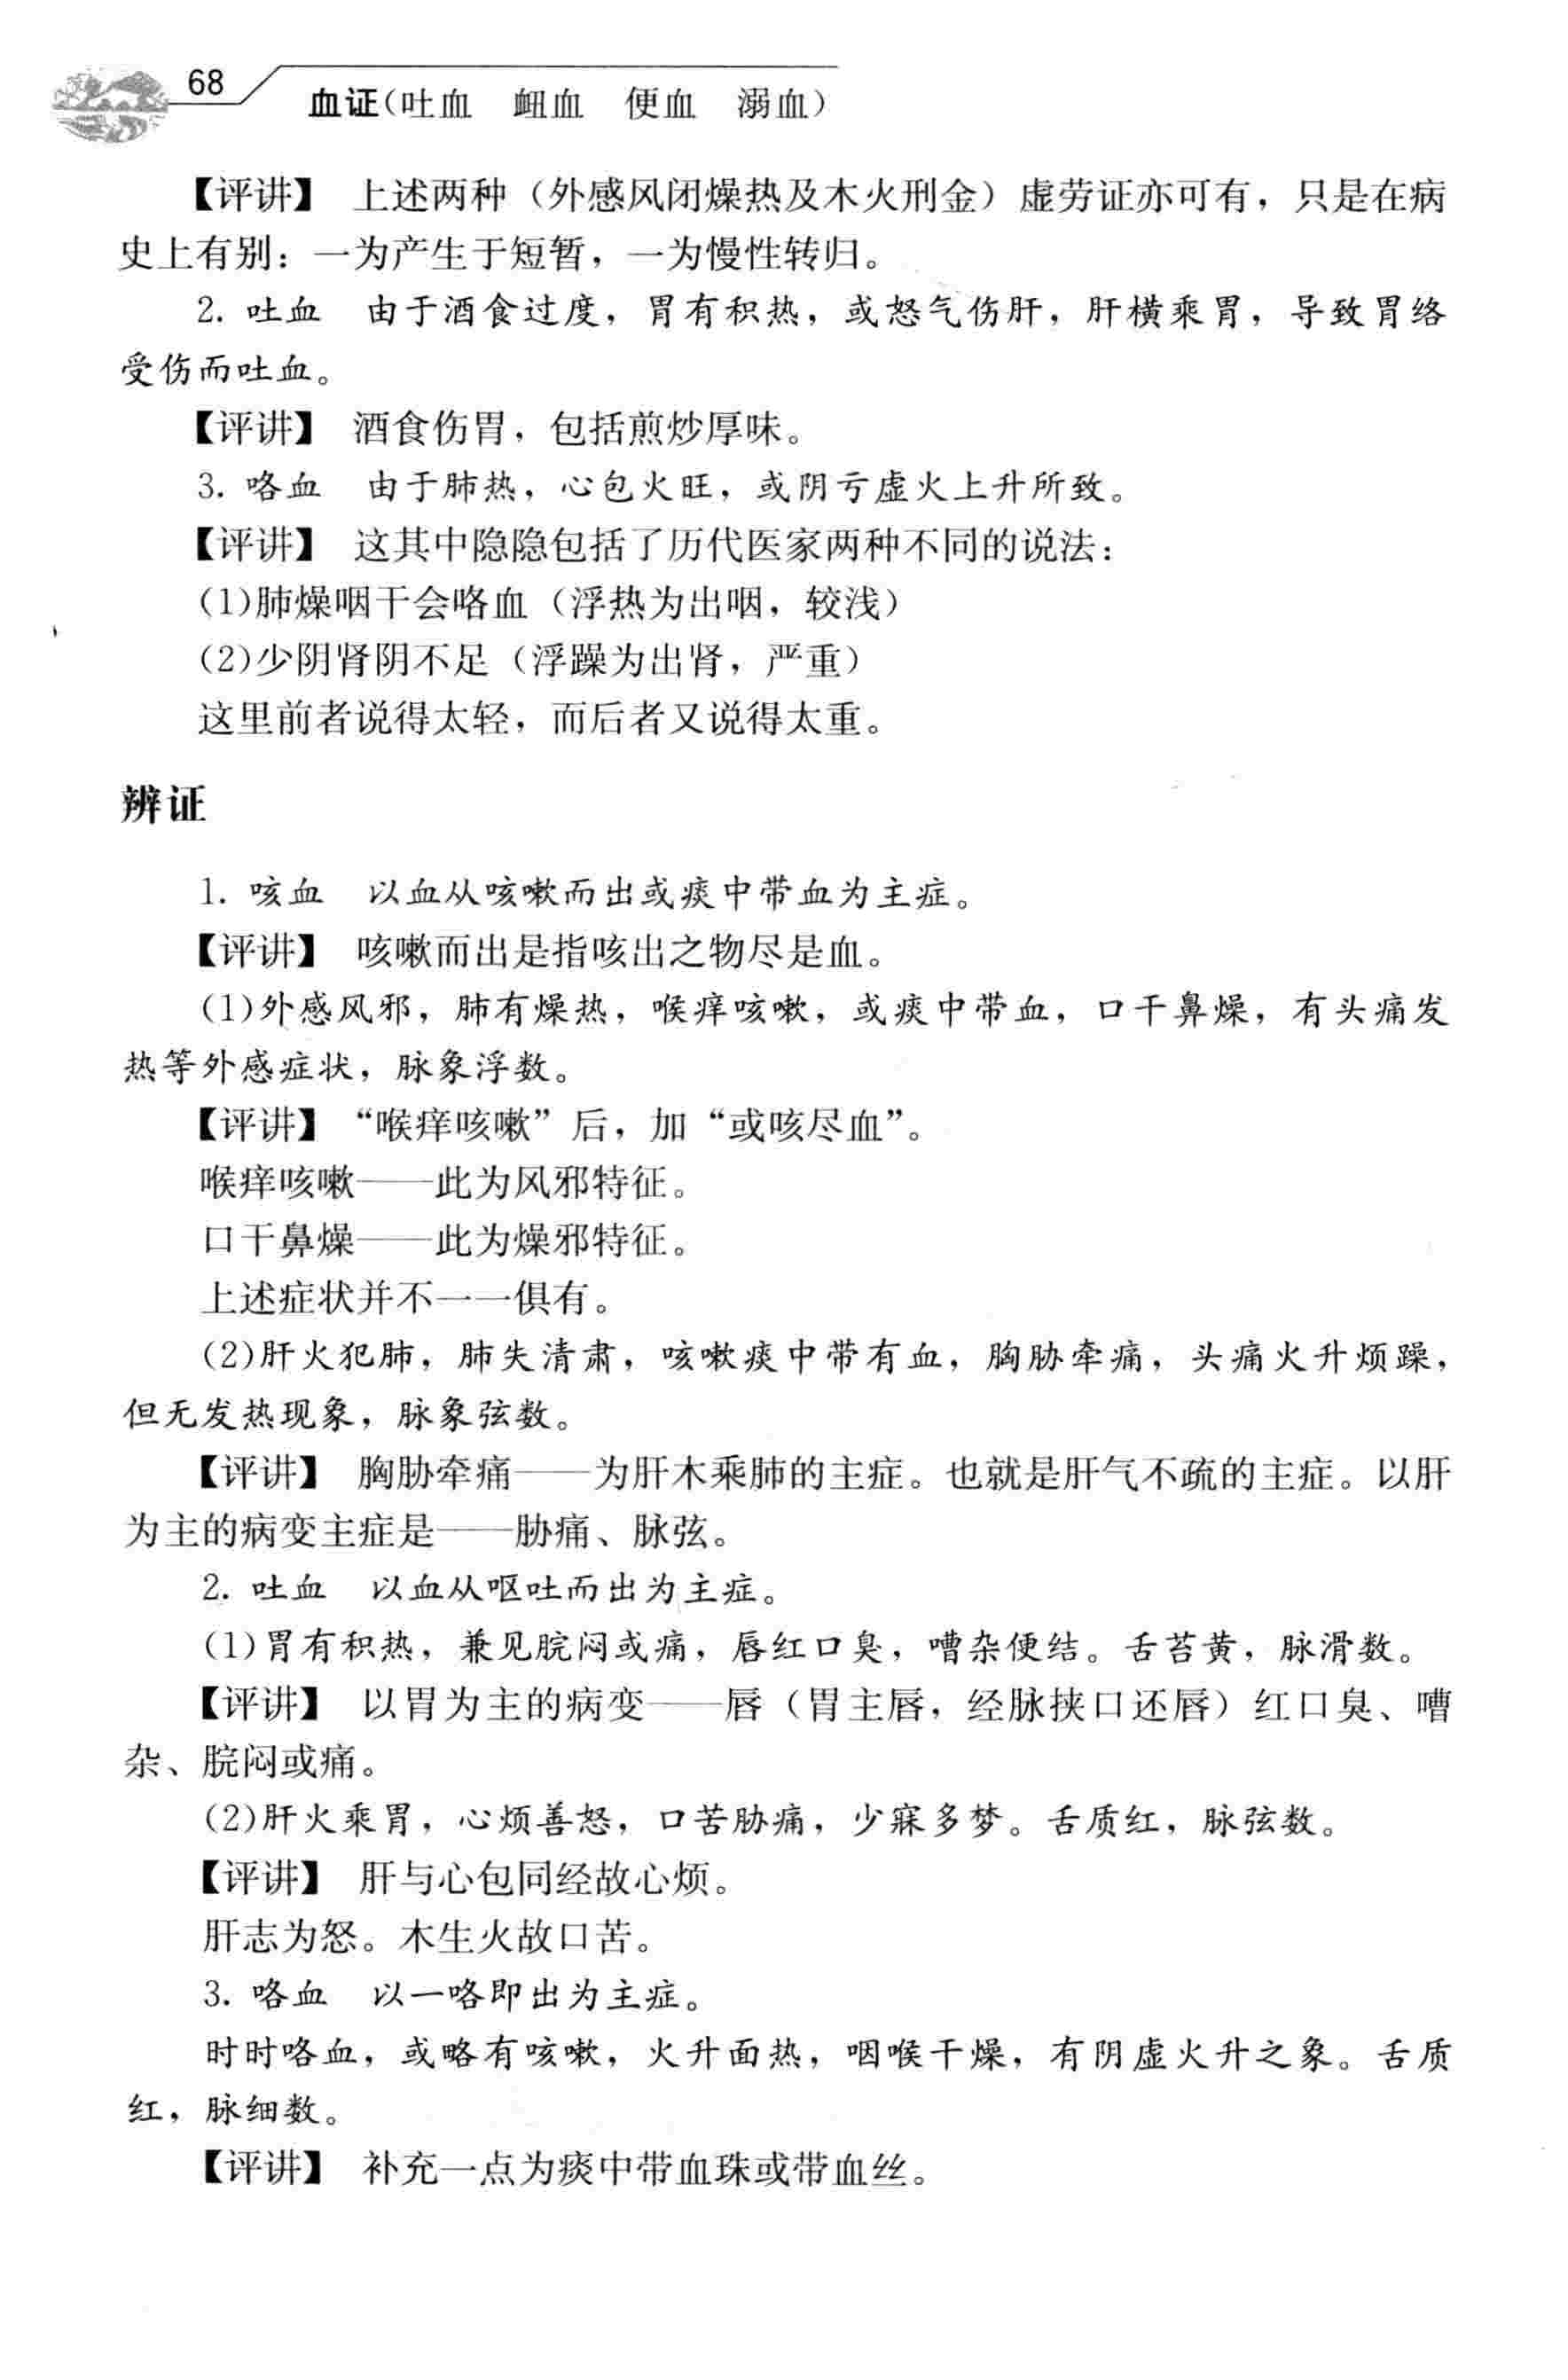 68
血证(吐血 衄血 便血 溺血)
【评讲】 上述两种（外感风闭燥热及木火刑金）虚劳证亦可有，只是在病
史上有别：一为产生于短暂，一为慢性转归。
2. 吐血 由于酒食过度，胃有积热，或怒气伤肝，肝横乘胃，导致胃络
受伤而吐血。
【评讲】 酒食伤胃，包括煎炒厚味。
3. 咯血 由于肺热，心包火旺，或阴亏虚火上升所致。
【评讲】 这其中隐隐包括了历代医家两种不同的说法：
(1)肺燥咽干会咯血（浮热为出咽，较浅）
(2)少阴肾阴不足（浮躁为出肾，严重）
这里前者说得太轻，而后者又说得太重。
辨证
1. 咳血 以血从咳嗽而出或痰中带血为主症。
【评讲】 咳嗽而出是指咳出之物尽是血。
(1)外感风邪，肺有燥热，喉痒咳嗽，或痰中带血，口干鼻燥，有头痛发
热等外感症状，脉象浮数。
【评讲】“喉痒咳嗽”后，加“或咳尽血”。
喉痒咳嗽——此为风邪特征。
口干鼻燥——此为燥邪特征。
上述症状并不一一俱有。
(2)肝火犯肺，肺失清肃，咳嗽痰中带有血，胸胁牵痛，头痛火升烦躁，
但无发热现象，脉象弦数。
【评讲】 胸胁牵痛——为肝木乘肺的主症。也就是肝气不疏的主症。以肝
为主的病变主症是——胁痛、脉弦。
2. 吐血 以血从呕吐而出为主症。
(1)胃有积热，兼见脘闷或痛，唇红口臭，嘈杂便结。舌苔黄，脉滑数。
【评讲】 以胃为主的病变——唇（胃主唇，经脉挟口还唇）红口臭、嘈
杂、脘闷或痛。
(2)肝火乘胃，心烦善怒，口苦胁痛，少寐多梦。舌质红，脉弦数。
【评讲】 肝与心包同经故心烦。
肝志为怒。木生火故口苦。
3. 咯血 以一咯即出为主症。
时时咯血，或略有咳嗽，火升面热，咽喉干燥，有阴虚火升之象。舌质
红，脉细数。
【评讲】 补充一点为痰中带血珠或带血丝。